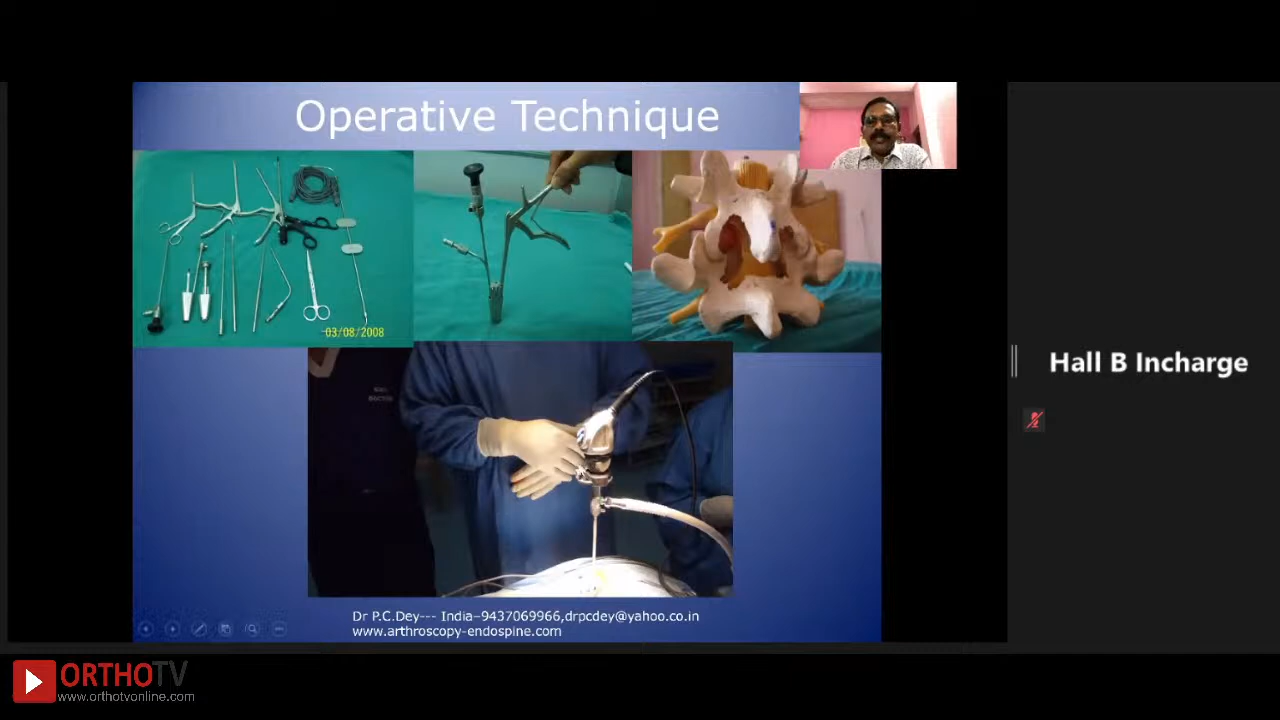 Operative Technique
03/08/2008
Hall B Incharge
Dr P.C.Dey--- India–9437069966,drpcdey@yahoo.co.in
www.arthroscopy-endospine.com
ORTHOTV
www.orthotvonline.com